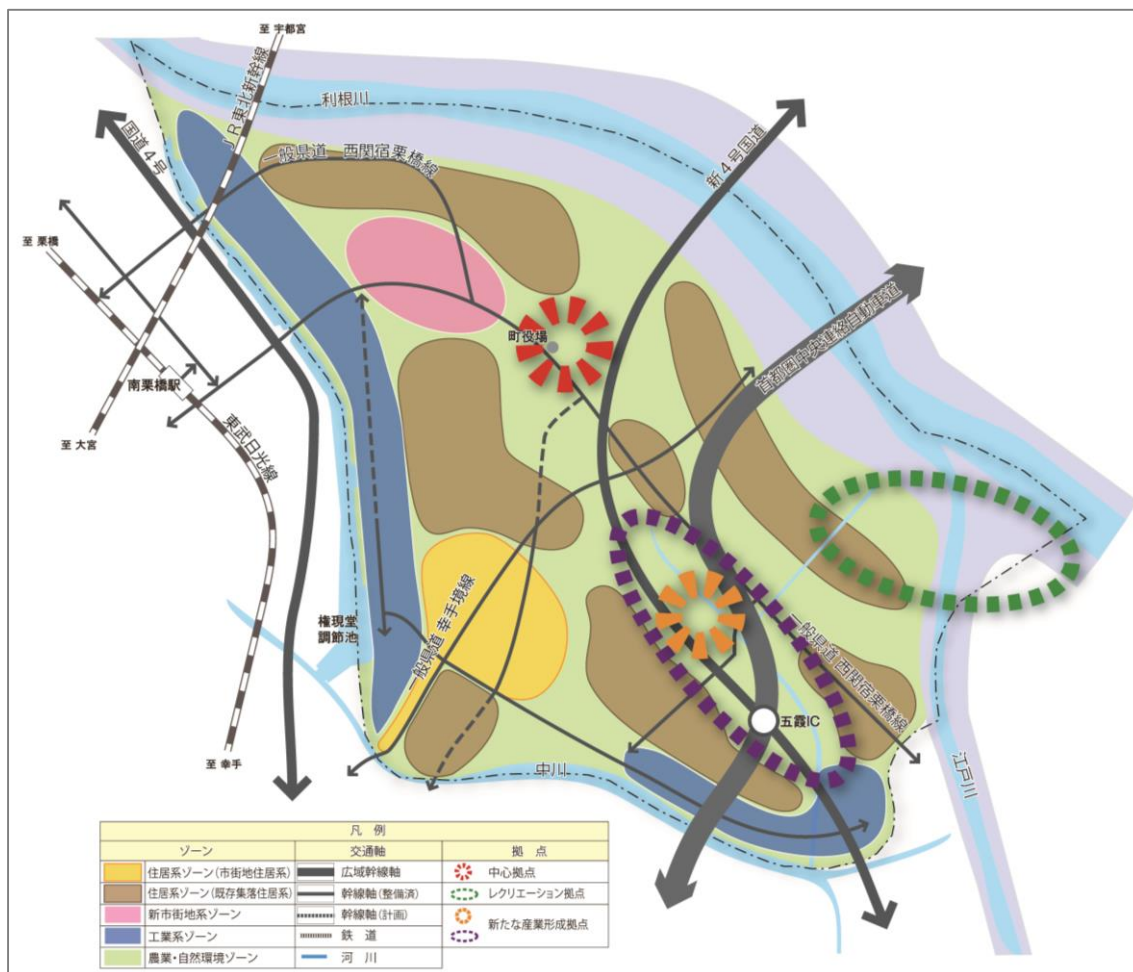 至 宇都宮
JR東北新幹線
利根川
国道4号
一般県道 西関宿栗橋線
新4号国道
至 栗橋
首都圏中央連絡自動車道
町役場
南栗橋駅
至 大宮
東武日光線
権現堂
調節池
一般県道 幸手境線
一般県道 西関宿栗橋線
五霞IC
至 幸手
中川
江戸川
凡 例
ゾーン 交通軸 拠 点
住居系ゾーン(市街地住居系) 広域幹線軸 中心拠点
住居系ゾーン(既存集落住居系) 幹線軸(整備済) レクリエーション拠点
新市街地系ゾーン 幹線軸(計画) 新たな産業形成拠点
工業系ゾーン 鉄 道
農業・自然環境ゾーン 河 川